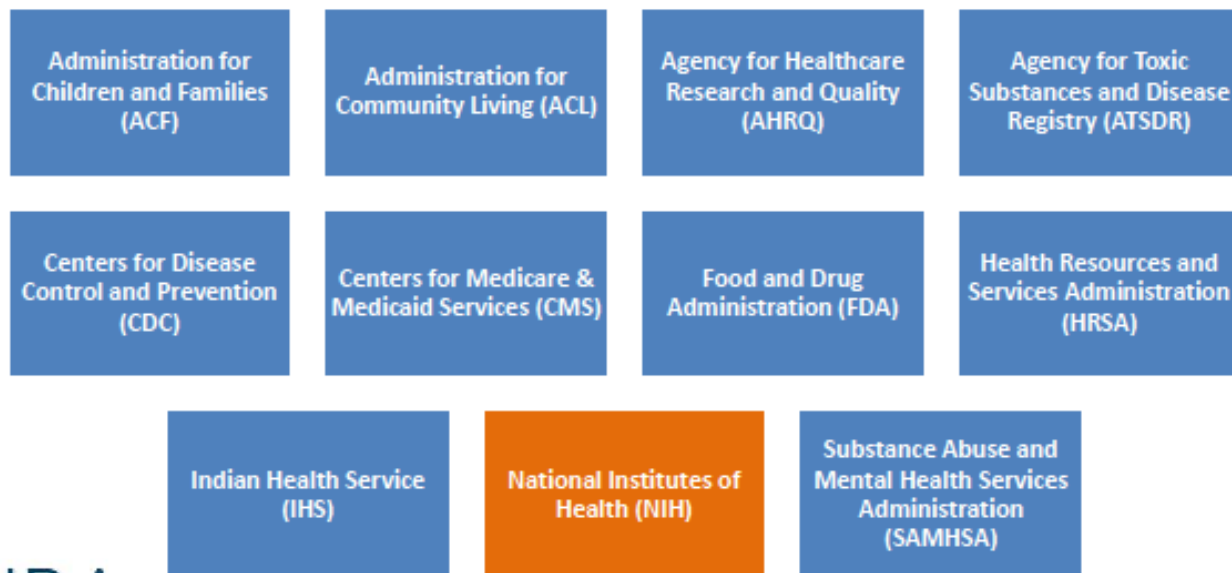 Administration for
Children and Families
(ACF)
Administration for
Community Living (ACL)
Agency for Healthcare
Research and Quality
(AHRQ)
Agency for Toxic
Substances and Disease
Registry (ATSDR)
Centers for Disease
Control and Prevention
(CDC)
Centers for Medicare &
Medicaid Services (CMS)
Food and Drug
Administration (FDA)
Health Resources and
Services Administration
(HRSA)
Indian Health Service
(IHS)
National Institutes of
Health (NIH)
Substance Abuse and
Mental Health Services
Administration
(SAMHSA)